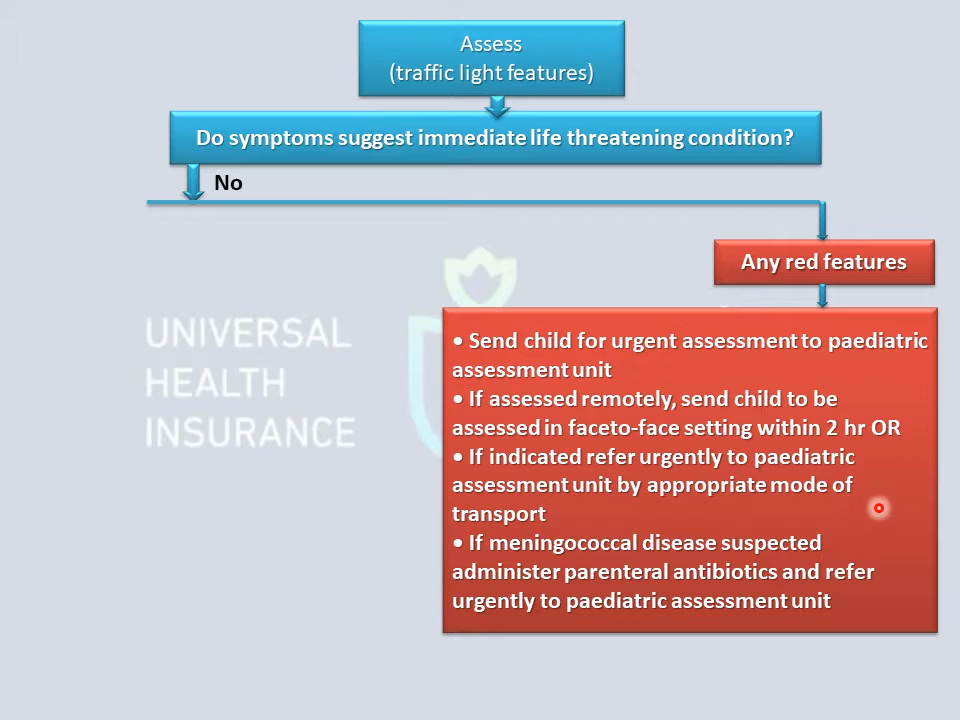 Assess
(traffic light features)
Do symptoms suggest immediate life threatening condition?
No
Any red features
UNIVERSAL
HEALTH
INSURANCE
• Send child for urgent assessment to paediatric
assessment unit
• If assessed remotely, send child to be
assessed in faceto-face setting within 2 hr OR
• If indicated refer urgently to paediatric
assessment unit by appropriate mode of
transport
• If meningococcal disease suspected
administer parenteral antibiotics and refer
urgently to paediatric assessment unit